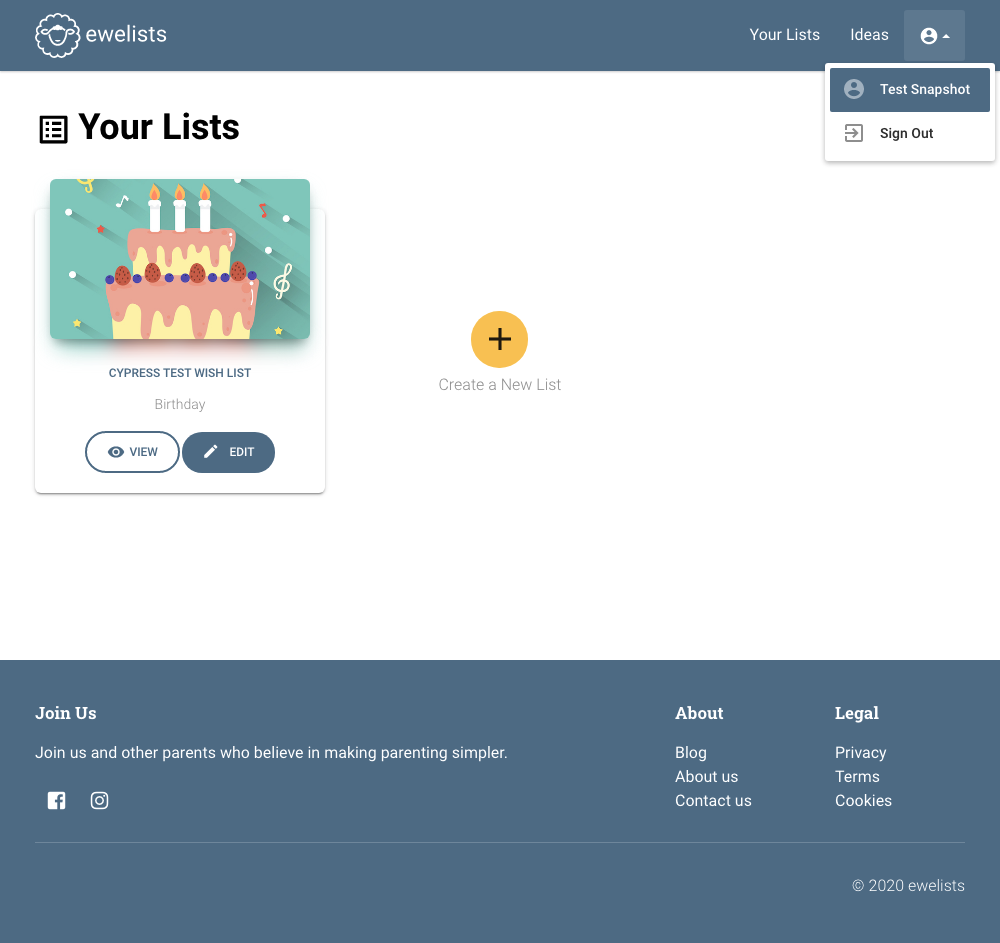 ewelists
Your Lists
Ideas
Test Snapshot
Sign Out
Your Lists
CYPRESS TEST WISH LIST
Birthday
VIEW
EDIT
Create a New List
Join Us
Join us and other parents who believe in making parenting simpler.
About
Blog
About us
Contact us
Legal
Privacy
Terms
Cookies
© 2020 ewelists